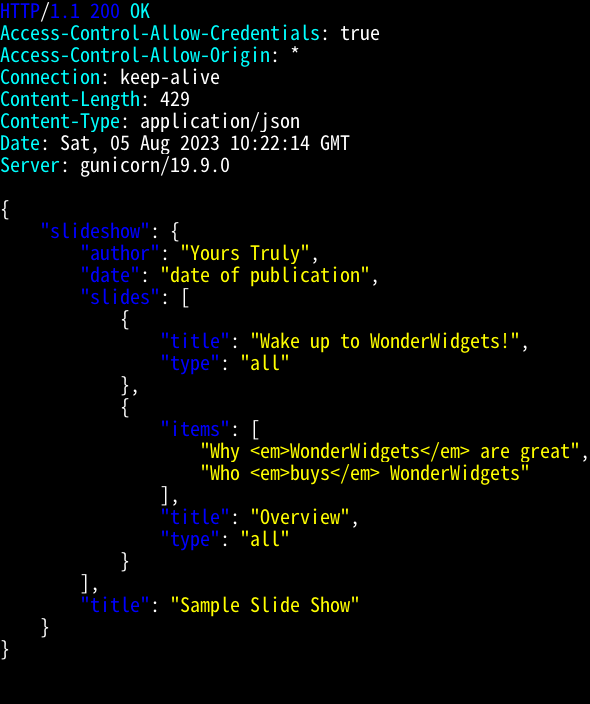 HTTP/1.1 200 OK
Access-Control-Allow-Credentials: true
Access-Control-Allow-Origin: *
Connection: keep-alive
Content-Length: 429
Content-Type: application/json
Date: Sat, 05 Aug 2023 10:22:14 GMT
Server: gunicorn/19.9.0

{
    "slideshow": {
        "author": "Yours Truly",
        "date": "date of publication",
        "slides": [
            {
                "title": "Wake up to WonderWidgets!",
                "type": "all"
            },
            {
                "items": [
                    "Why <em>WonderWidgets</em> are great",
                    "Who <em>buys</em> WonderWidgets"
                ],
                "title": "Overview",
                "type": "all"
            }
        ],
        "title": "Sample Slide Show"
    }
}